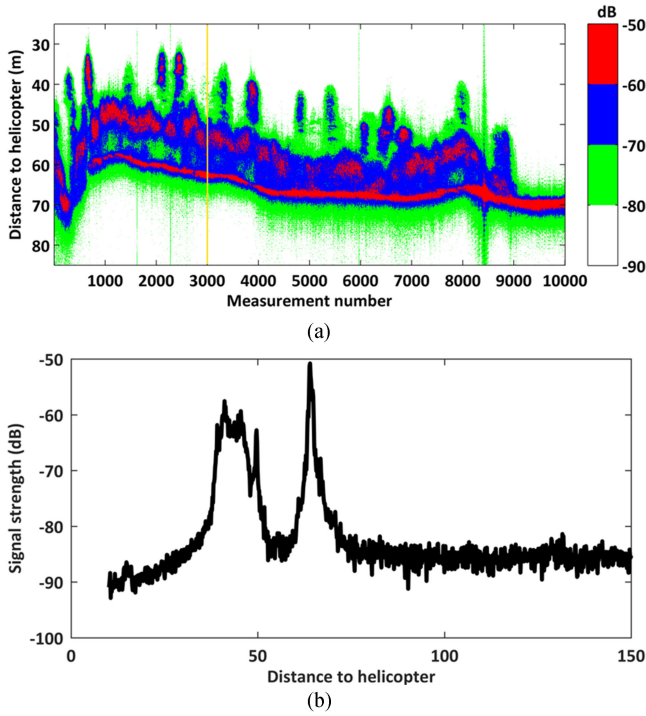 dB
30
40
50
60
70
80
Distance to helicopter (m)
1000 2000 3000 4000 5000 6000 7000 8000 9000 10000
Measurement number
-50
-60
-70
-80
-90
(a)
-50
-60
-70
-80
-90
-100
Signal strength (dB)
0 50 100 150
Distance to helicopter
(b)